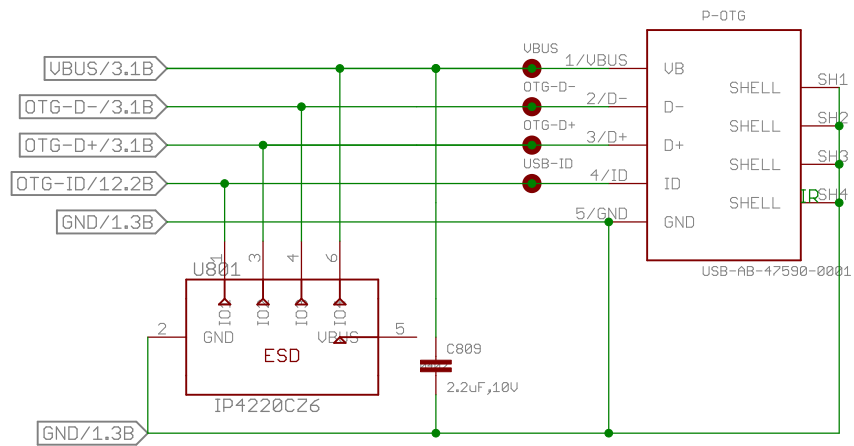 P-OTG
VBUS/3.1B
VBUS
1/VBUS
VB
OTG-D-/3.1B
OTG-D-
2/D-
D-
SHELL
SH1
OTG-D+/3.1B
OTG-D+
3/D+
D+
SHELL
SH2
OTG-ID/12.2B
USB-ID
4/ID
ID
SHELL
SH3
GND/1.3B
5/GND
GND
SHELL
SH4
IR
USB-AB-47590-0001
U801
1
3
4
6
IO1
IO2
IO3
IO4
2
GND
VBUS
5
ESD
IP4220CZ6
C809
2.2uF,10V
GND/1.3B